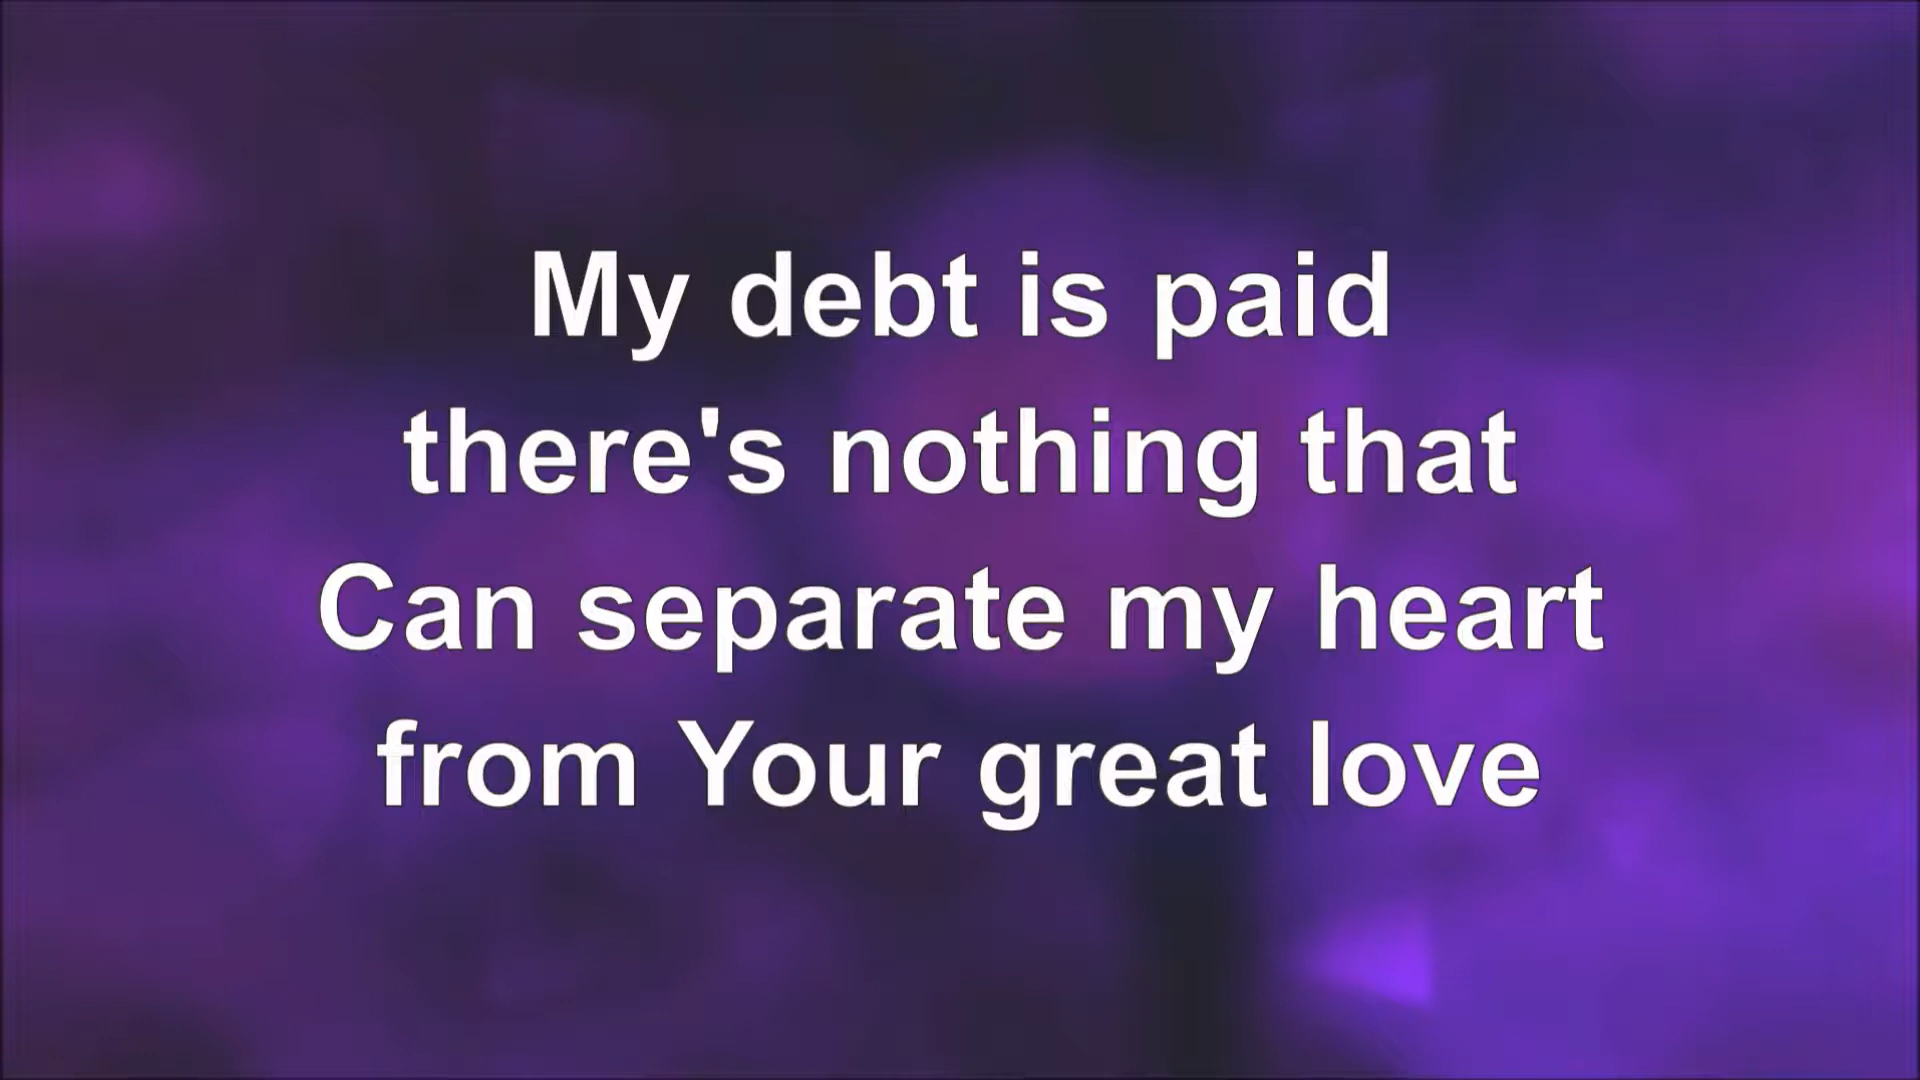 My debt is paid
there's nothing that
Can separate my heart
from Your great love